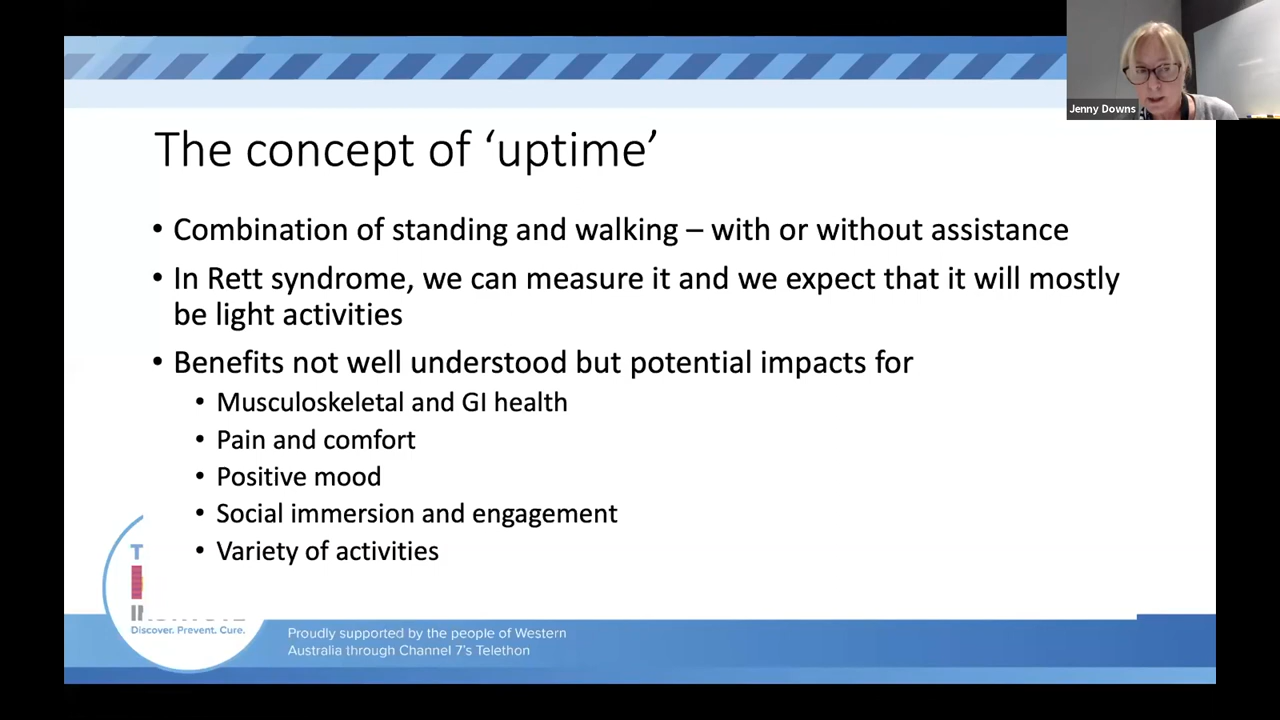 Jenny Downs
The concept of ‘uptime’
• Combination of standing and walking – with or without assistance
• In Rett syndrome, we can measure it and we expect that it will mostly
be light activities
• Benefits not well understood but potential impacts for
• Musculoskeletal and GI health
• Pain and comfort
• Positive mood
• Social immersion and engagement
• Variety of activities
Discover. Prevent. Cure.
Proudly supported by the people of Western
Australia through Channel 7's Telethon